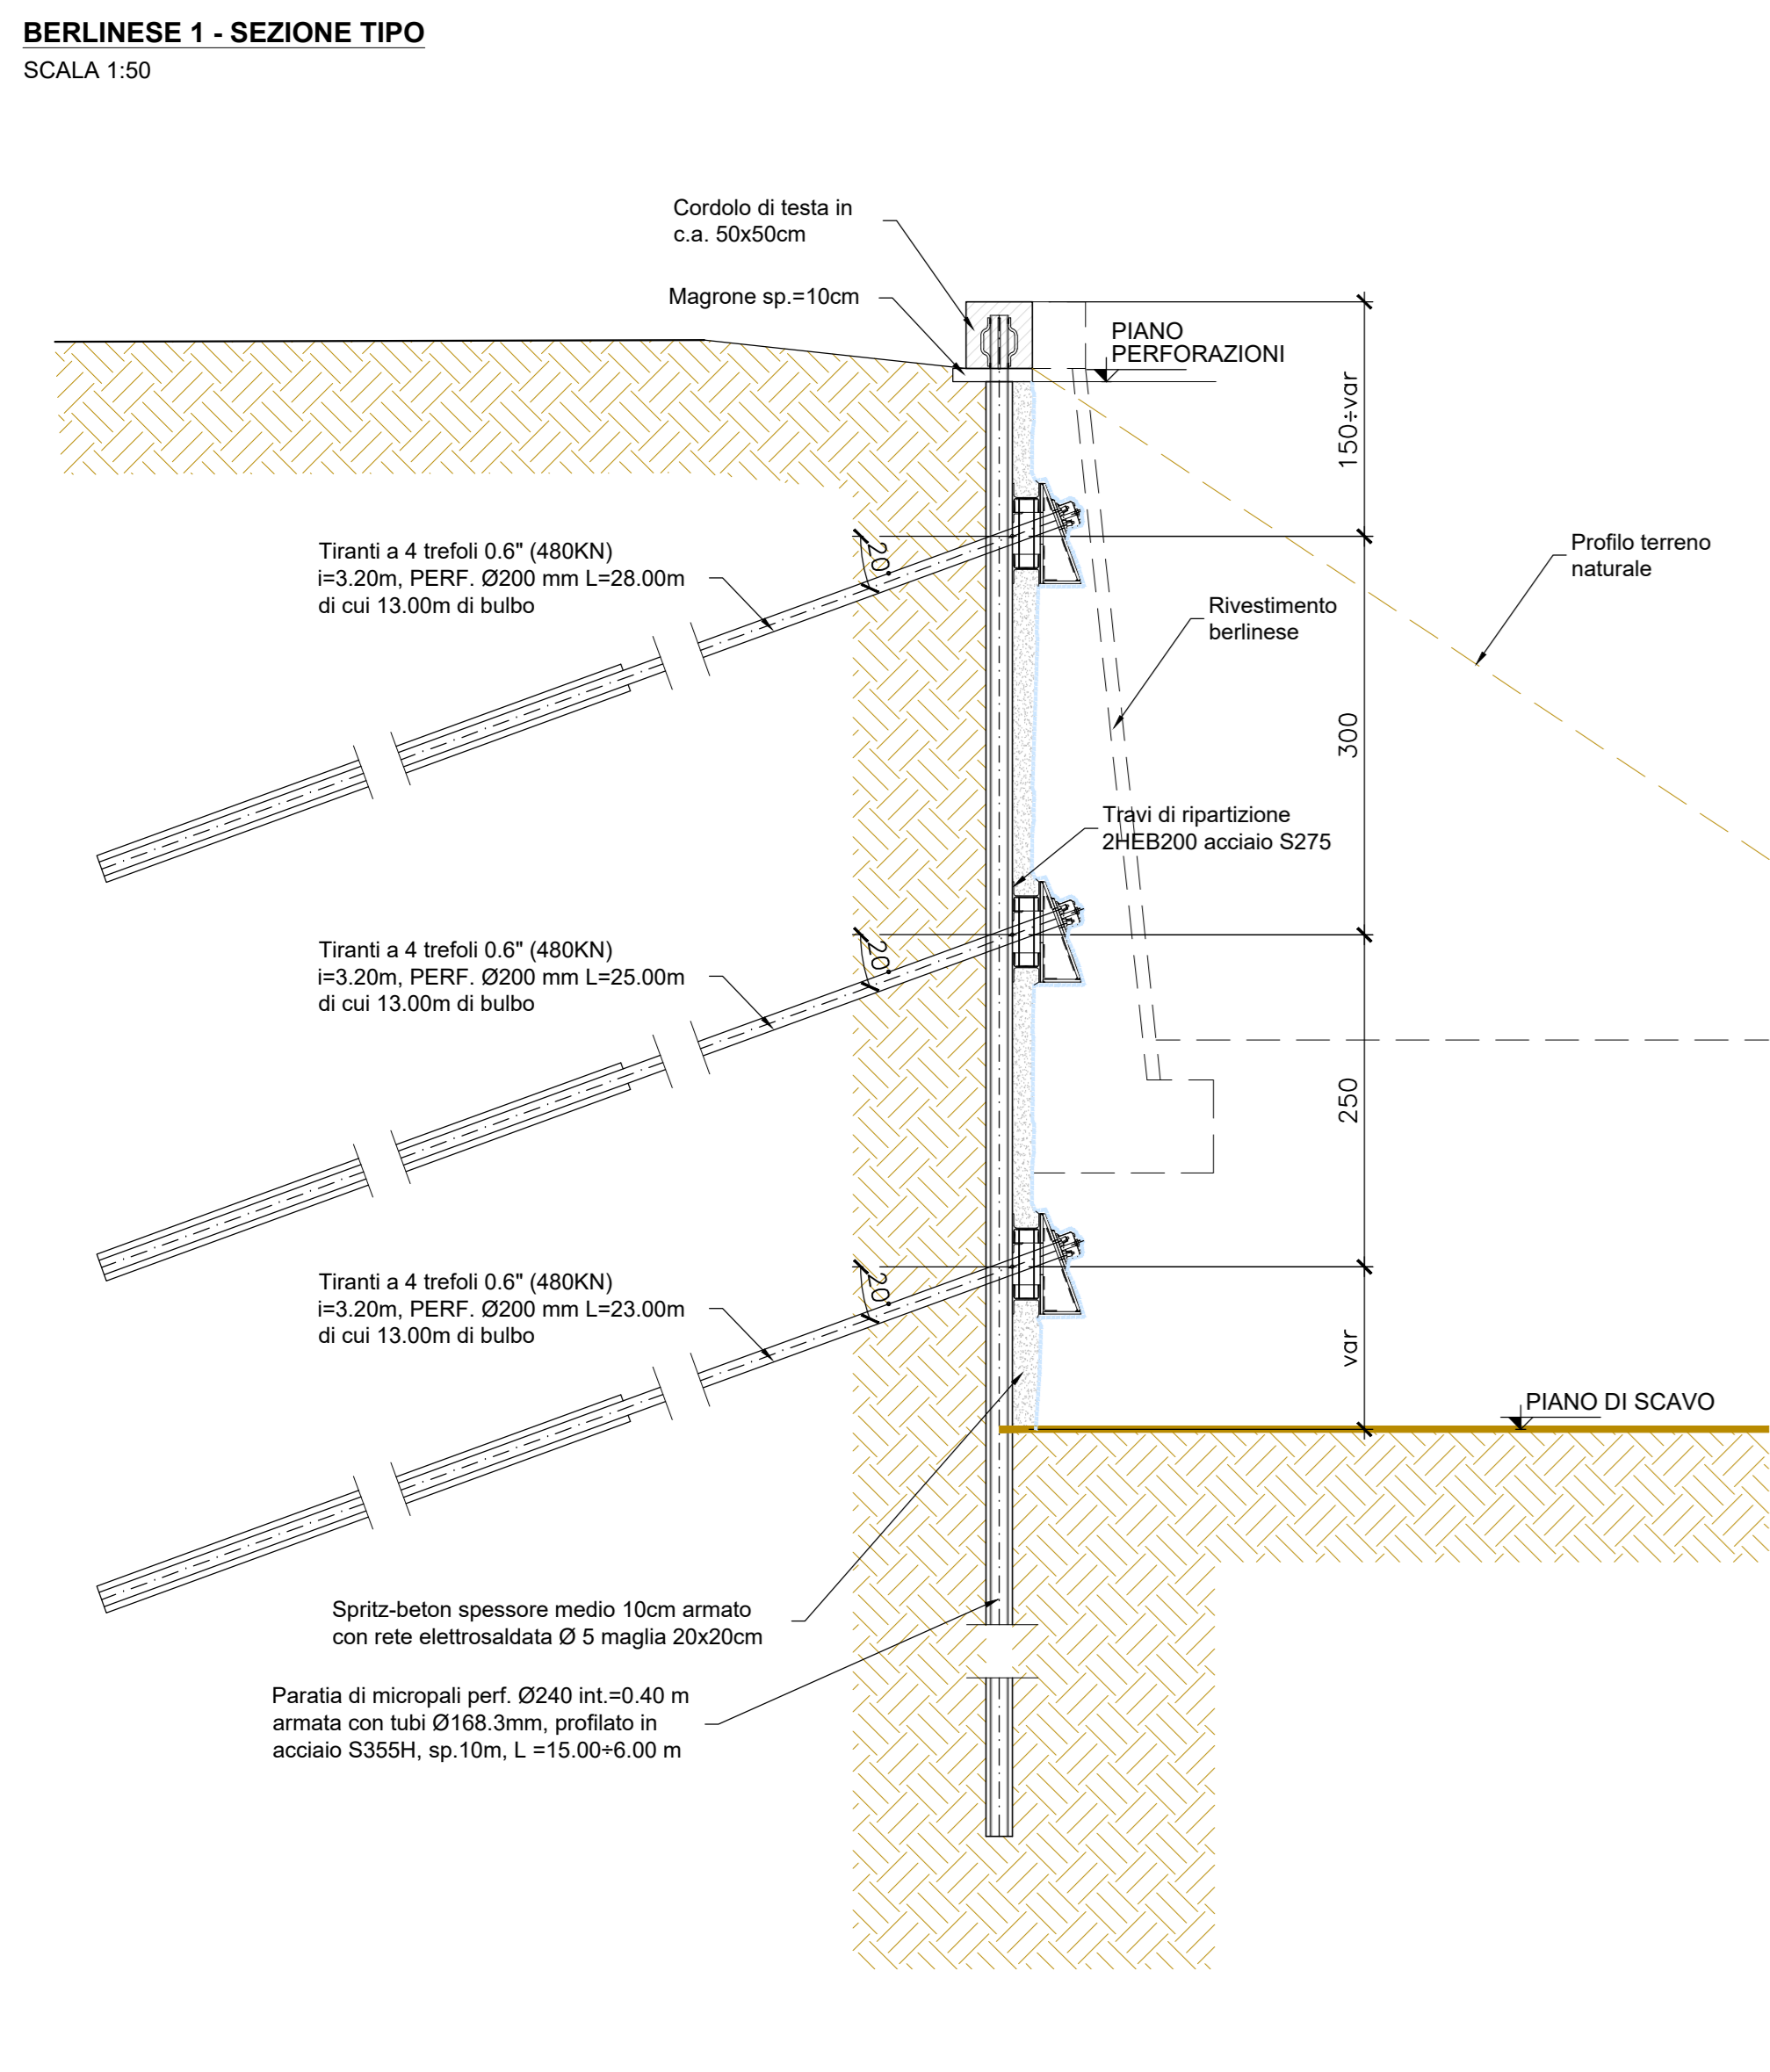 BERLINESE 1 - SEZIONE TIPO
SCALA 1:50
Cordolo di testa in
c.a. 50x50cm
Magrone sp.=10cm
PIANO
PERFORAZIONI
150÷var
Tiranti a 4 trefoli 0.6" (480KN)
i=3.20m, PERF. Ø200 mm L=28.00m
di cui 13.00m di bulbo
20°
Profilo terreno
naturale
Rivestimento
berlinese
300
Travi di ripartizione
2HEB200 acciaio S275
Tiranti a 4 trefoli 0.6" (480KN)
i=3.20m, PERF. Ø200 mm L=25.00m
di cui 13.00m di bulbo
20°
250
Tiranti a 4 trefoli 0.6" (480KN)
i=3.20m, PERF. Ø200 mm L=23.00m
di cui 13.00m di bulbo
20°
var
PIANO DI SCAVO
Spritz-beton spessore medio 10cm armato
con rete elettrosaldata Ø 5 maglia 20x20cm
Paratia di micropali perf. Ø240 int.=0.40 m
armata con tubi Ø168.3mm, profilato in
acciaio S355H, sp.10m, L =15.00÷6.00 m